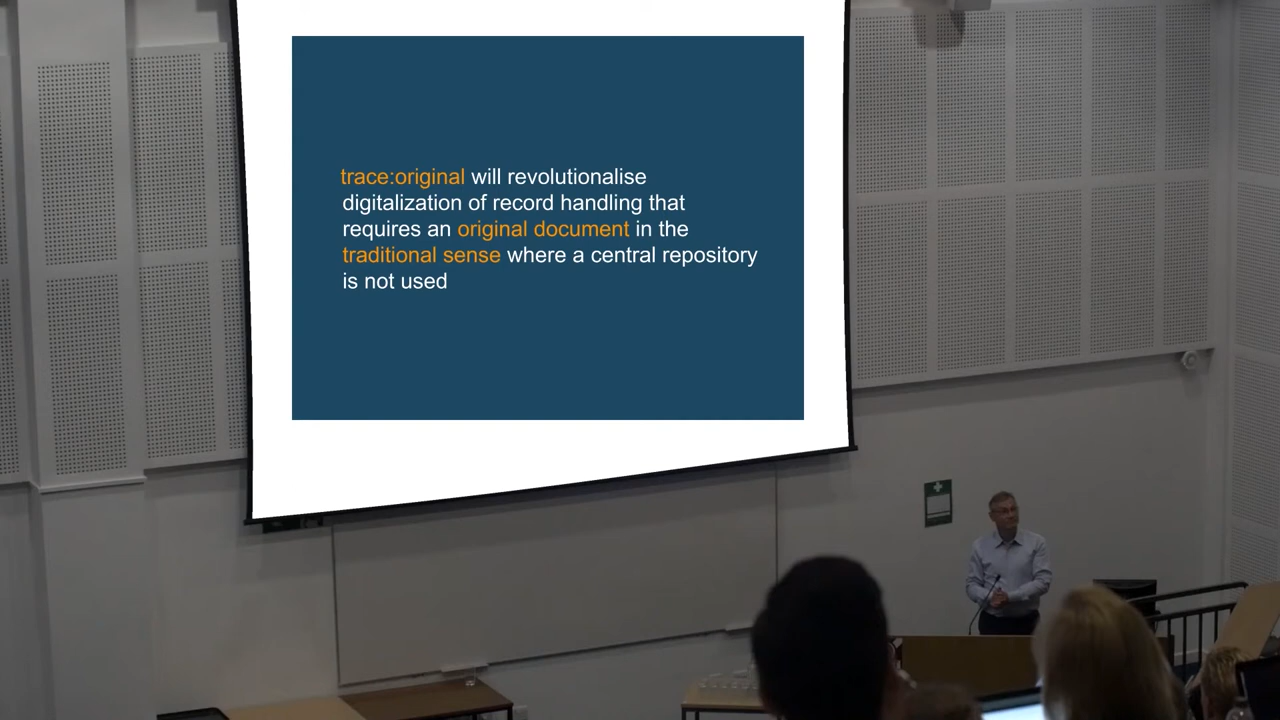 trace:original will revolutionalise
digitalization of record handling that
requires an original document in the
traditional sense where a central repository
is not used